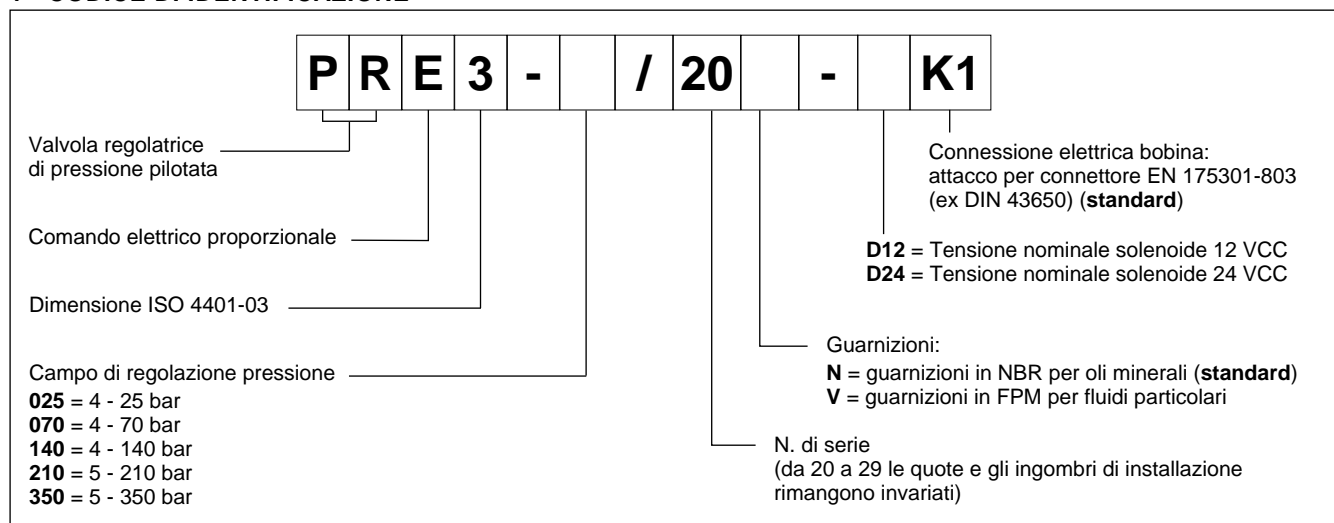 PRE3-/20-K1
Valvola regolatrice
di pressione pilotata
Comando elettrico proporzionale
Dimensione ISO 4401-03
Campo di regolazione pressione
025 = 4 - 25 bar
070 = 4 - 70 bar
140 = 4 - 140 bar
210 = 5 - 210 bar
350 = 5 - 350 bar
Connessione elettrica bobina:
attacco per connettore EN 175301-803
(ex DIN 43650) (standard)
D12 = Tensione nominale solenoide 12 VCC
D24 = Tensione nominale solenoide 24 VCC
Guarnizioni:
N = guarnizioni in NBR per oli minerali (standard)
V = guarnizioni in FPM per fluidi particolari
N. di serie
(da 20 a 29 le quote e gli ingombri di installazione
rimangono invariati)